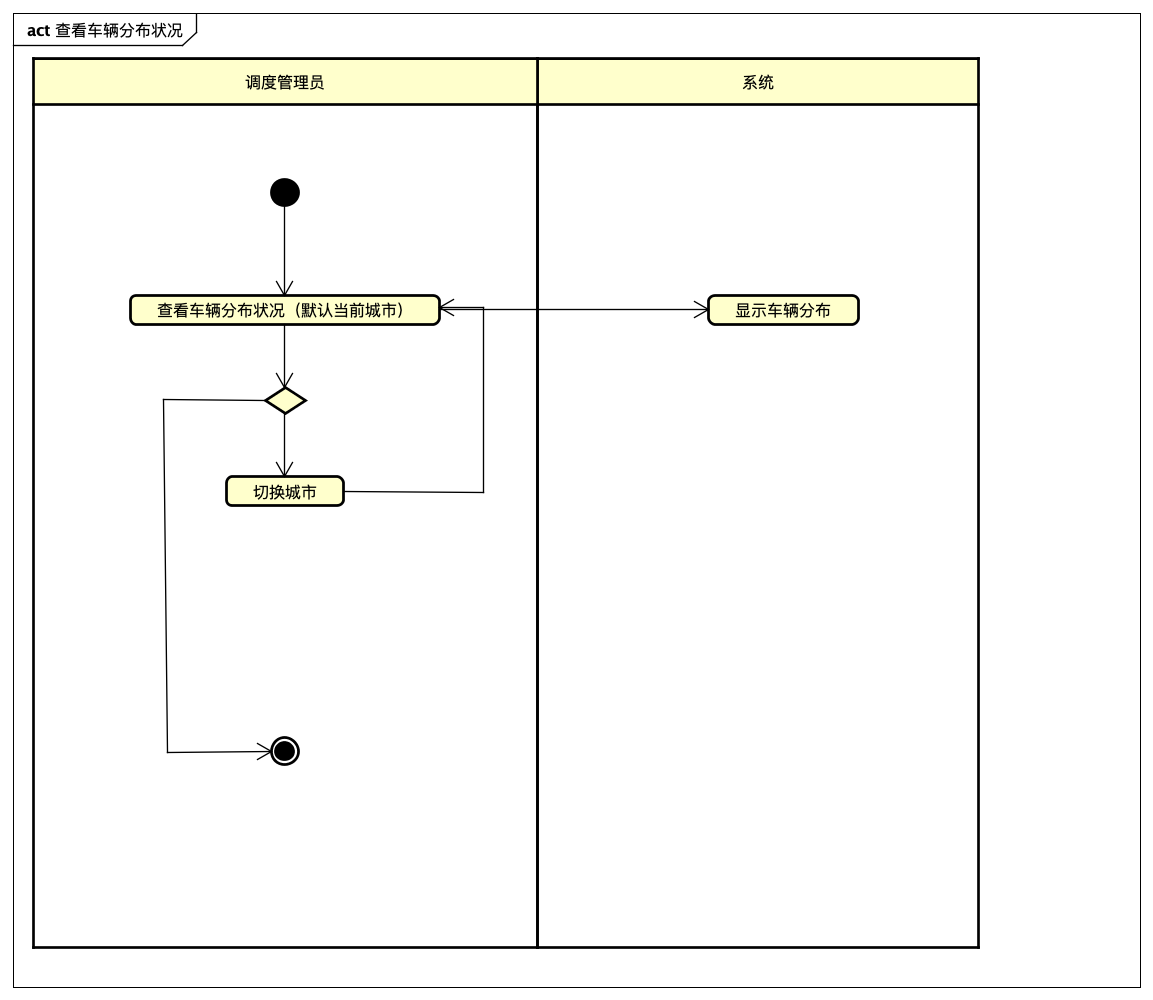 act 查看车辆分布状况
调度管理员
系统
查看车辆分布状况（默认当前城市）
显示车辆分布
切换城市